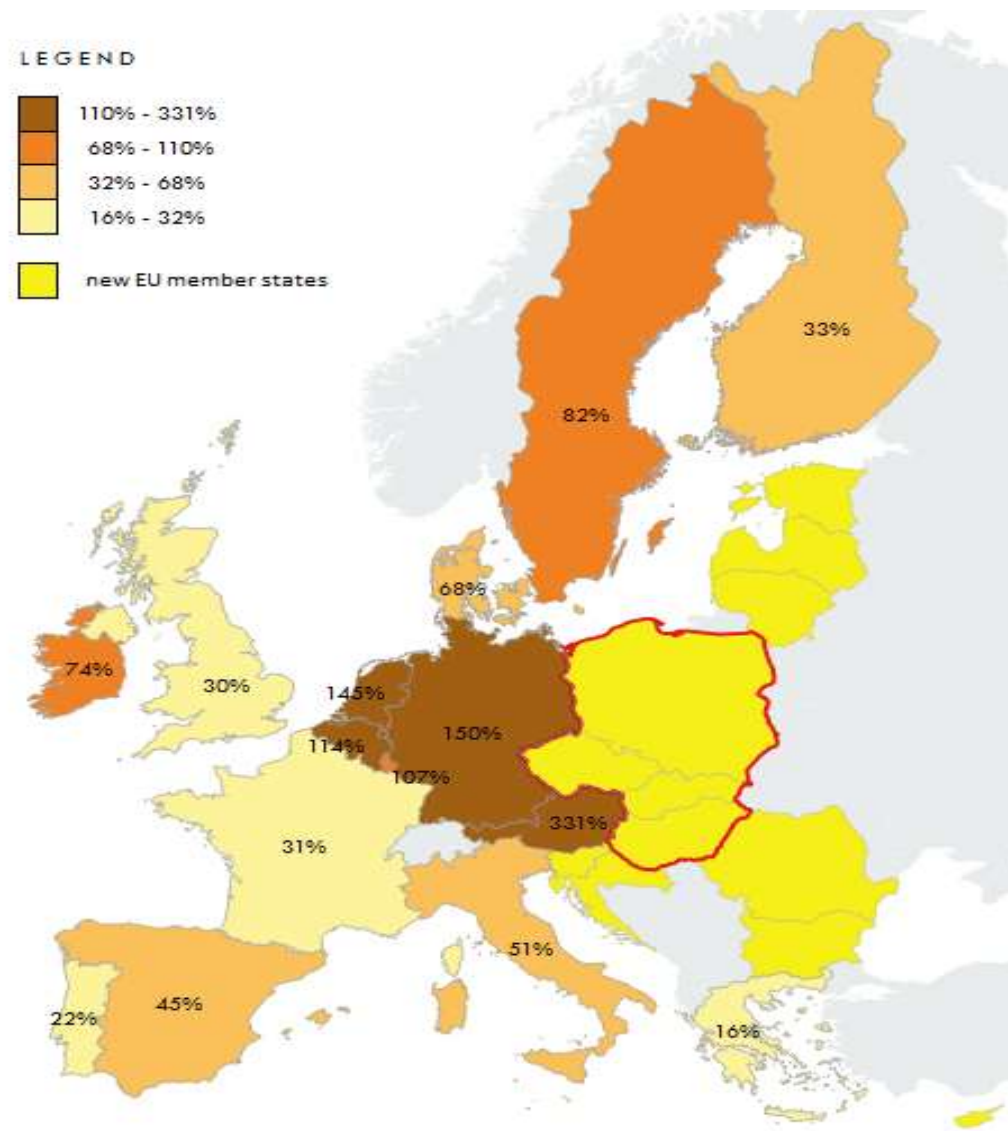 LEGEND
110% - 331%
68% - 110%
32% - 68%
16% - 32%
new EU member states
33%
82%
68%
74%
30%
145%
150%
114%
107%
331%
31%
51%
45%
22%
16%